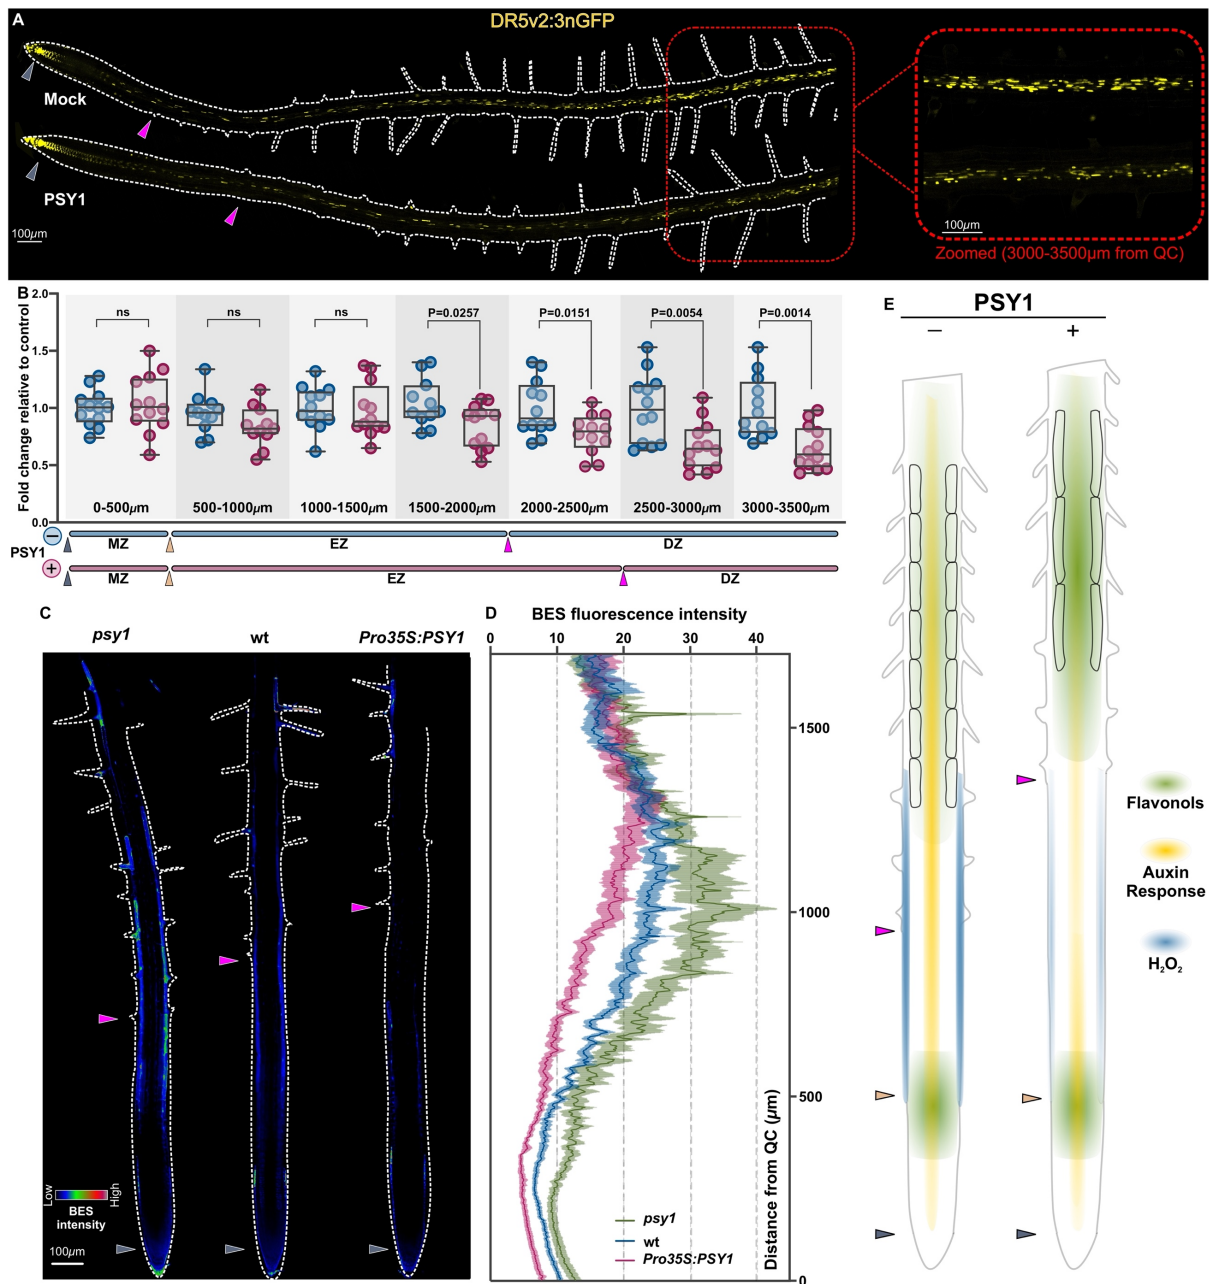 A
DR5v2:3nGFP
Mock
PSY1
100µm
100µm
Zoomed (3000-3500µm from QC)
B
Fold change relative to control
2.0
1.5
1.0
0.5
0.0
ns
ns
ns
P=0.0257
P=0.0151
P=0.0054
P=0.0014
0-500µm
500-1000µm
1000-1500µm
1500-2000µm
2000-2500µm
2500-3000µm
3000-3500µm
PSY1
−
MZ
EZ
DZ
+
MZ
EZ
DZ
C
psy1
wt
Pro35S:PSY1
Low
High
BES
intensity
100µm
D
BES fluorescence intensity
0
10
20
30
40
1500
1000
500
0
Distance from QC (µm)
psy1
wt
Pro35S:PSY1
E
PSY1
−
+
Flavonols
Auxin
Response
H₂O₂